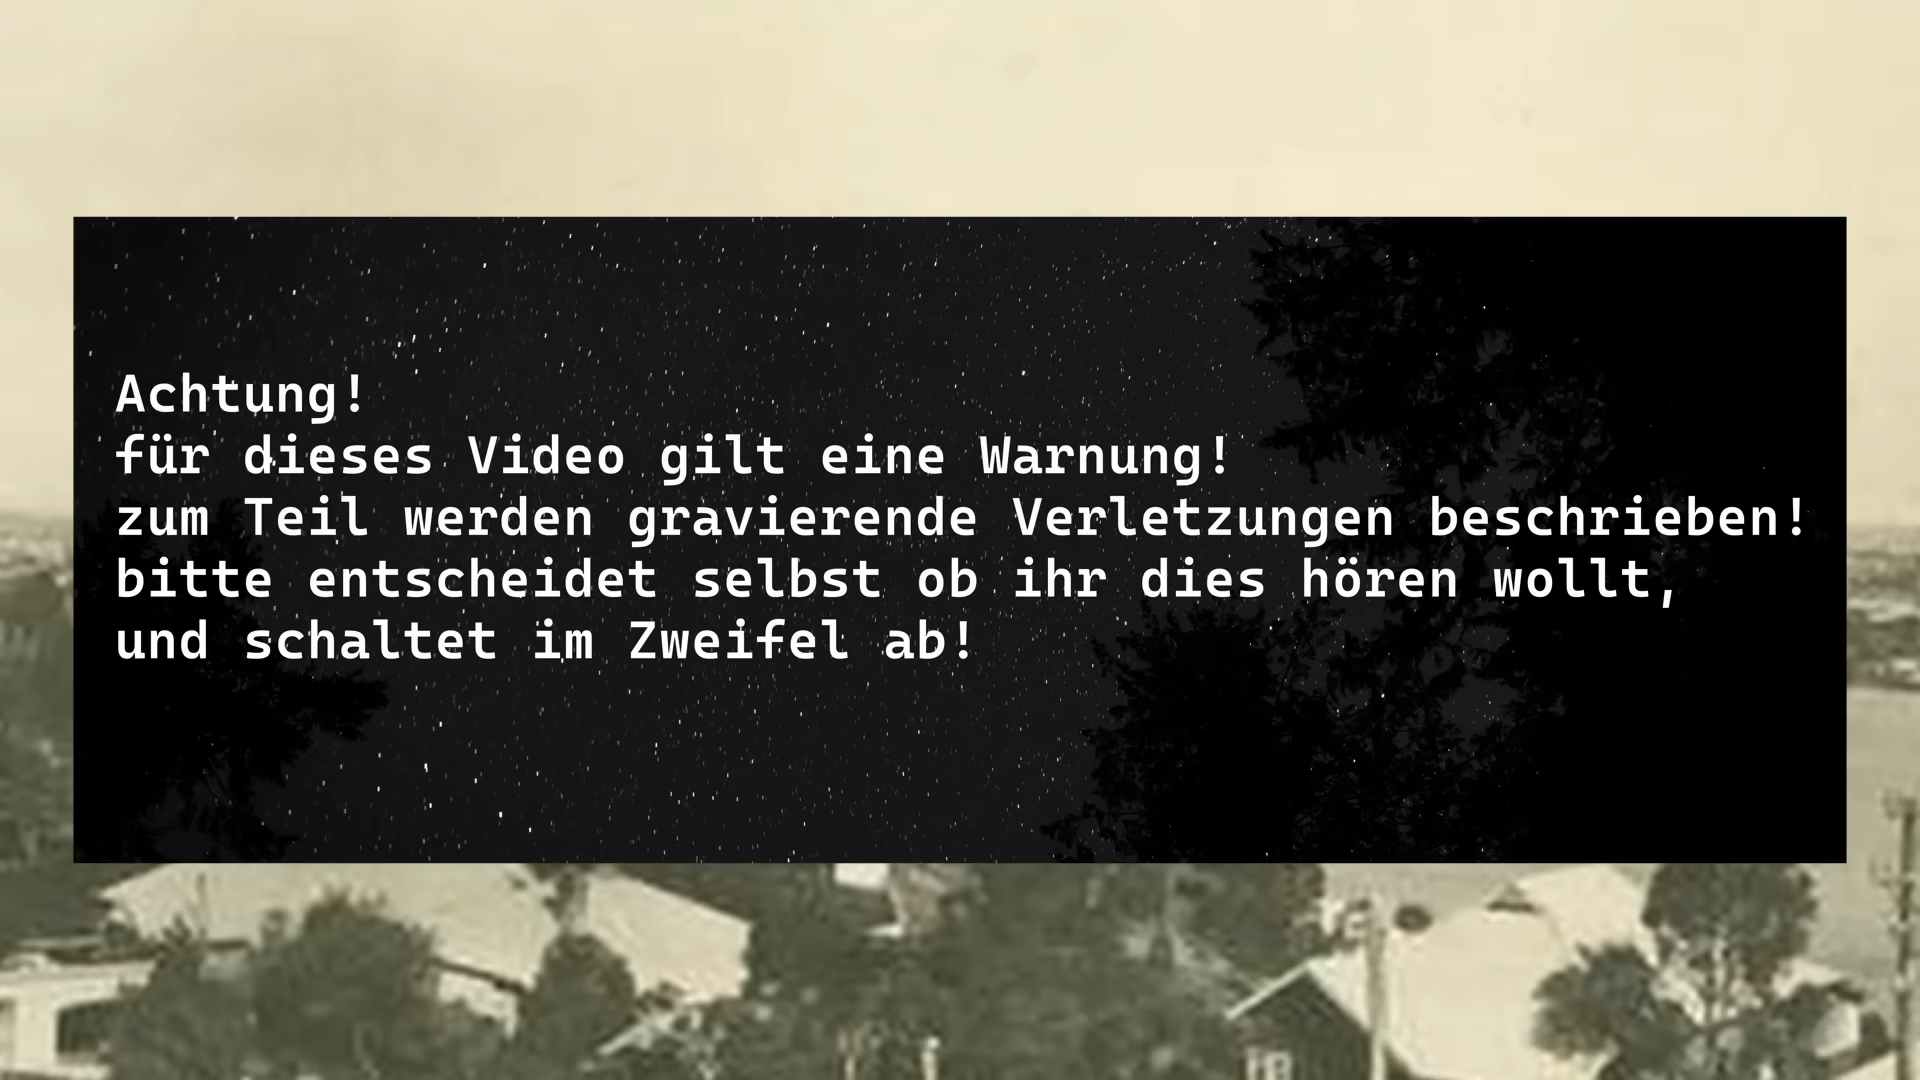 Achtung!
für dieses Video gilt eine Warnung!
zum Teil werden gravierende Verletzungen beschrieben!
bitte entscheidet selbst ob ihr dies hören wollt,
und schaltet im Zweifel ab!